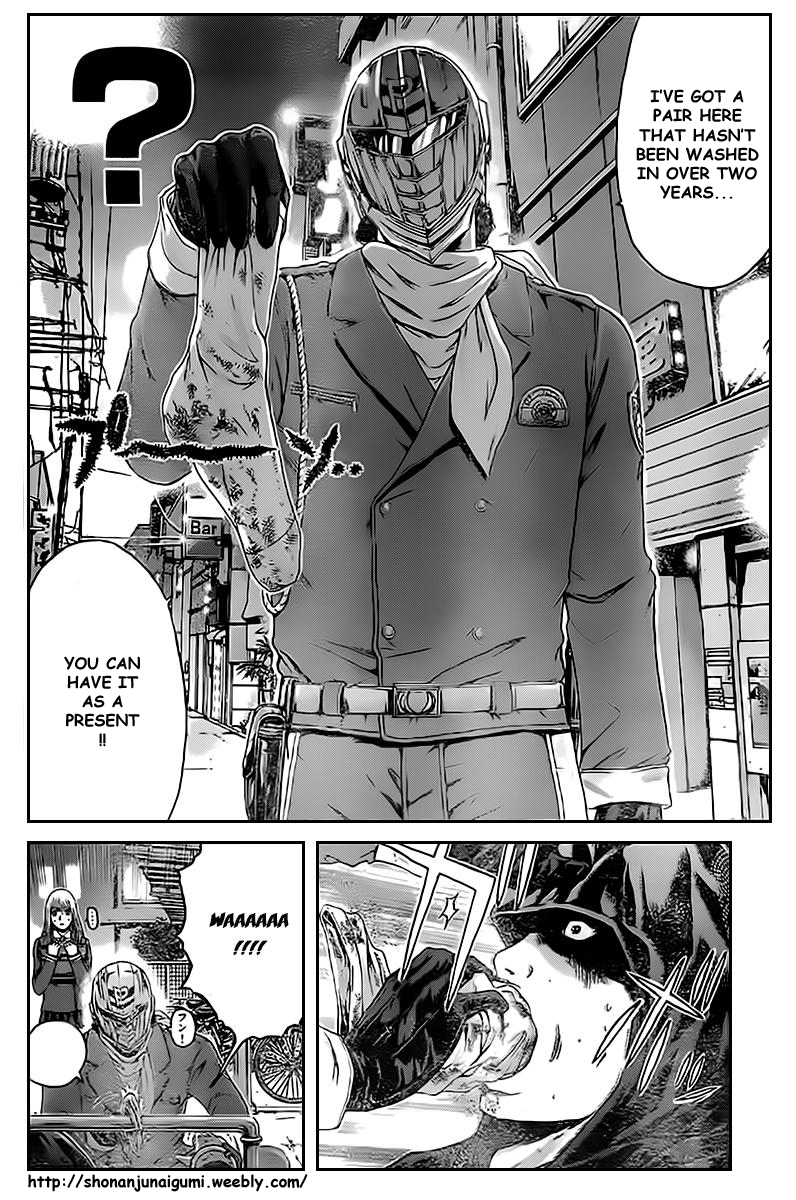 ?
I'VE GOT A
PAIR HERE
THAT HASN'T
BEEN WASHED
IN OVER TWO
YEARS...
Bar
YOU CAN
HAVE IT
AS A
PRESENT
!!
WAAAAAA
!!!!
http://shonanjunaigumi.weebly.com/